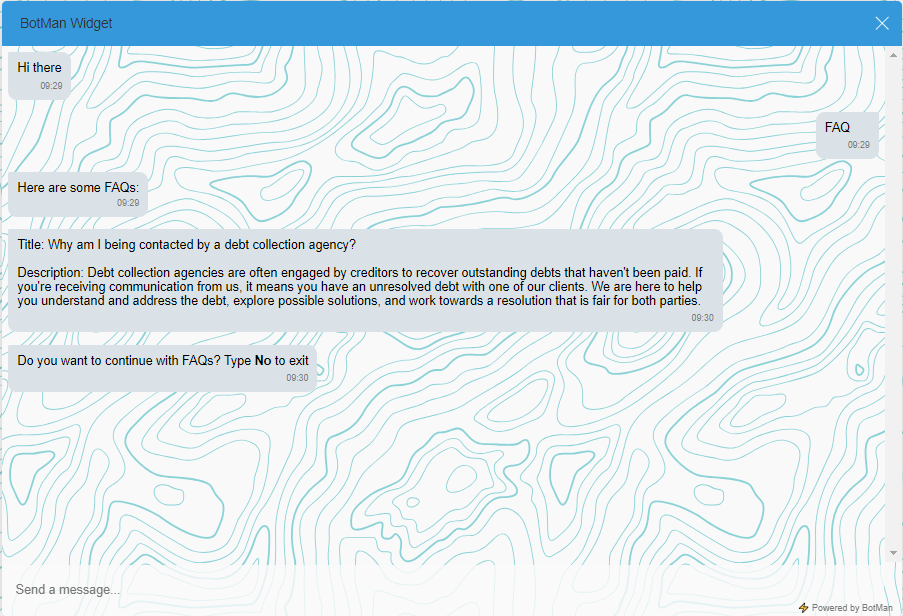 BotMan Widget
Hi there
09:29
FAQ
09:29
Here are some FAQs:
09:29
Title: Why am I being contacted by a debt collection agency?
Description: Debt collection agencies are often engaged by creditors to recover outstanding debts that haven't been paid. If
you're receiving communication from us, it means you have an unresolved debt with one of our clients. We are here to help
you understand and address the debt, explore possible solutions, and work towards a resolution that is fair for both parties.
09:30
Do you want to continue with FAQs? Type No to exit
09:30
Send a message...
Powered by BotMan